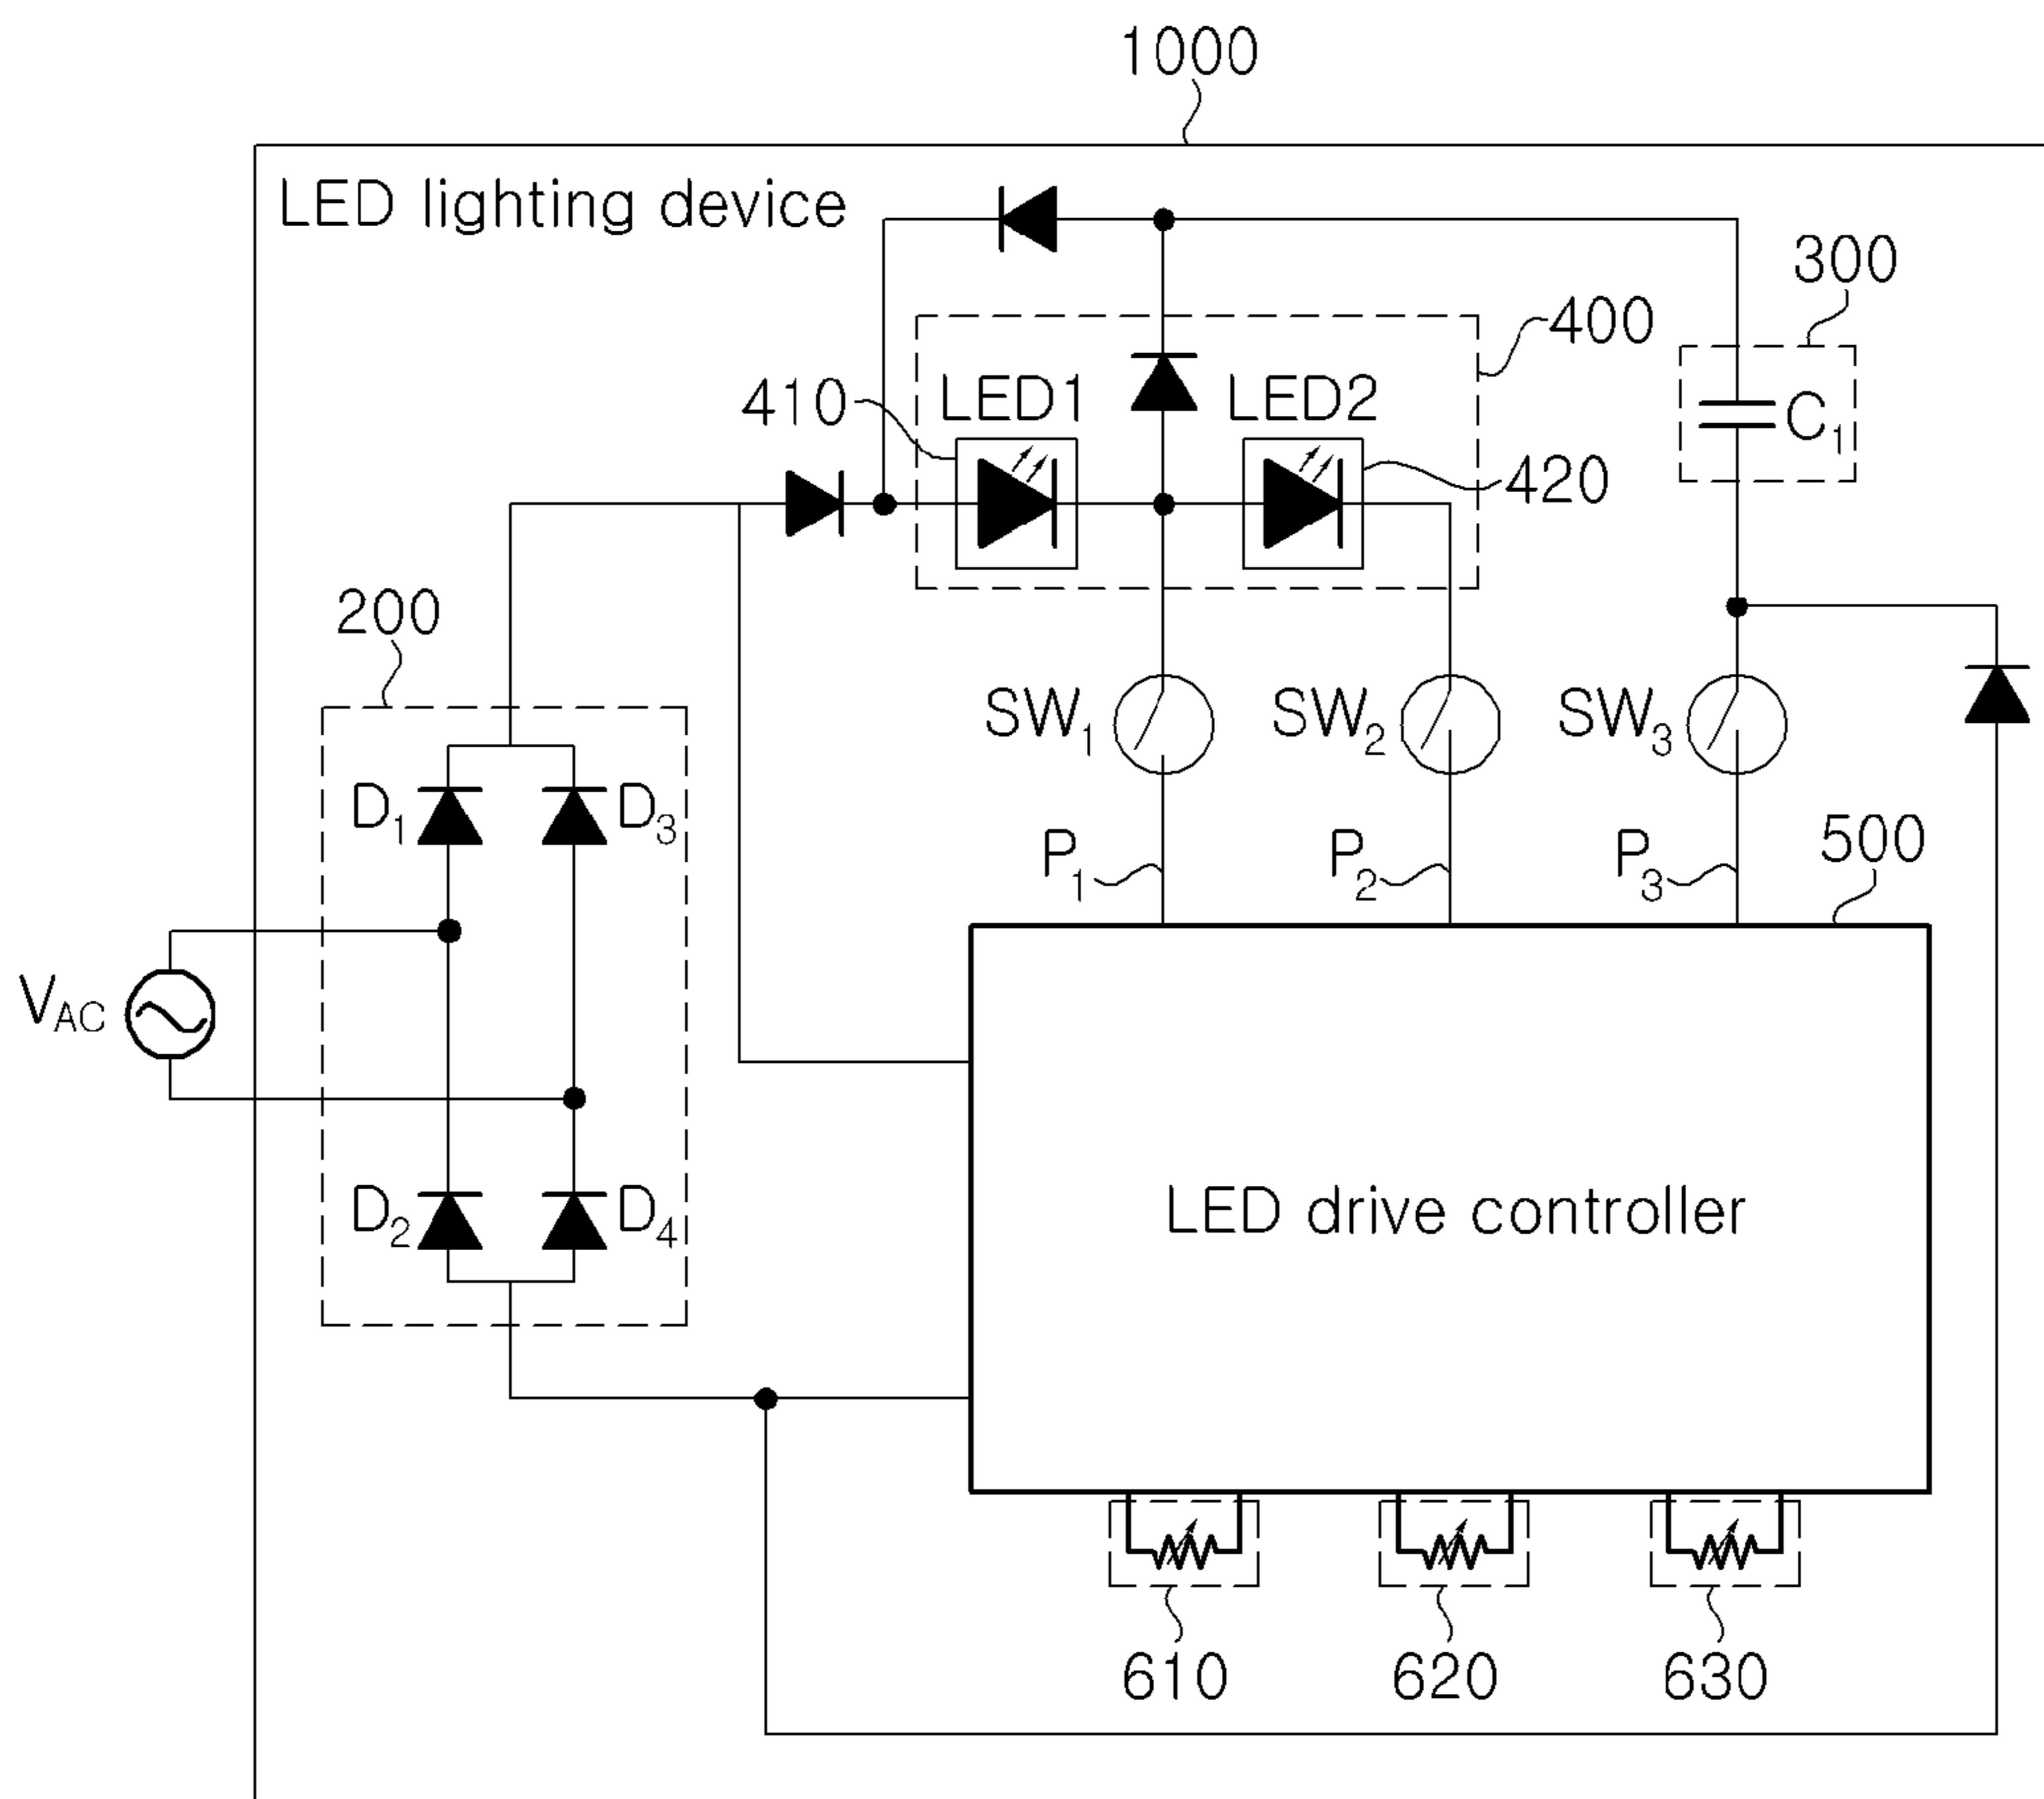 1000
LED lighting device
300
400
410
LED1
LED2
C1
420
200
SW1
SW2
SW3
D1
D3
P1
P2
P3
500
VAC
D2
D4
LED drive controller
610
620
630